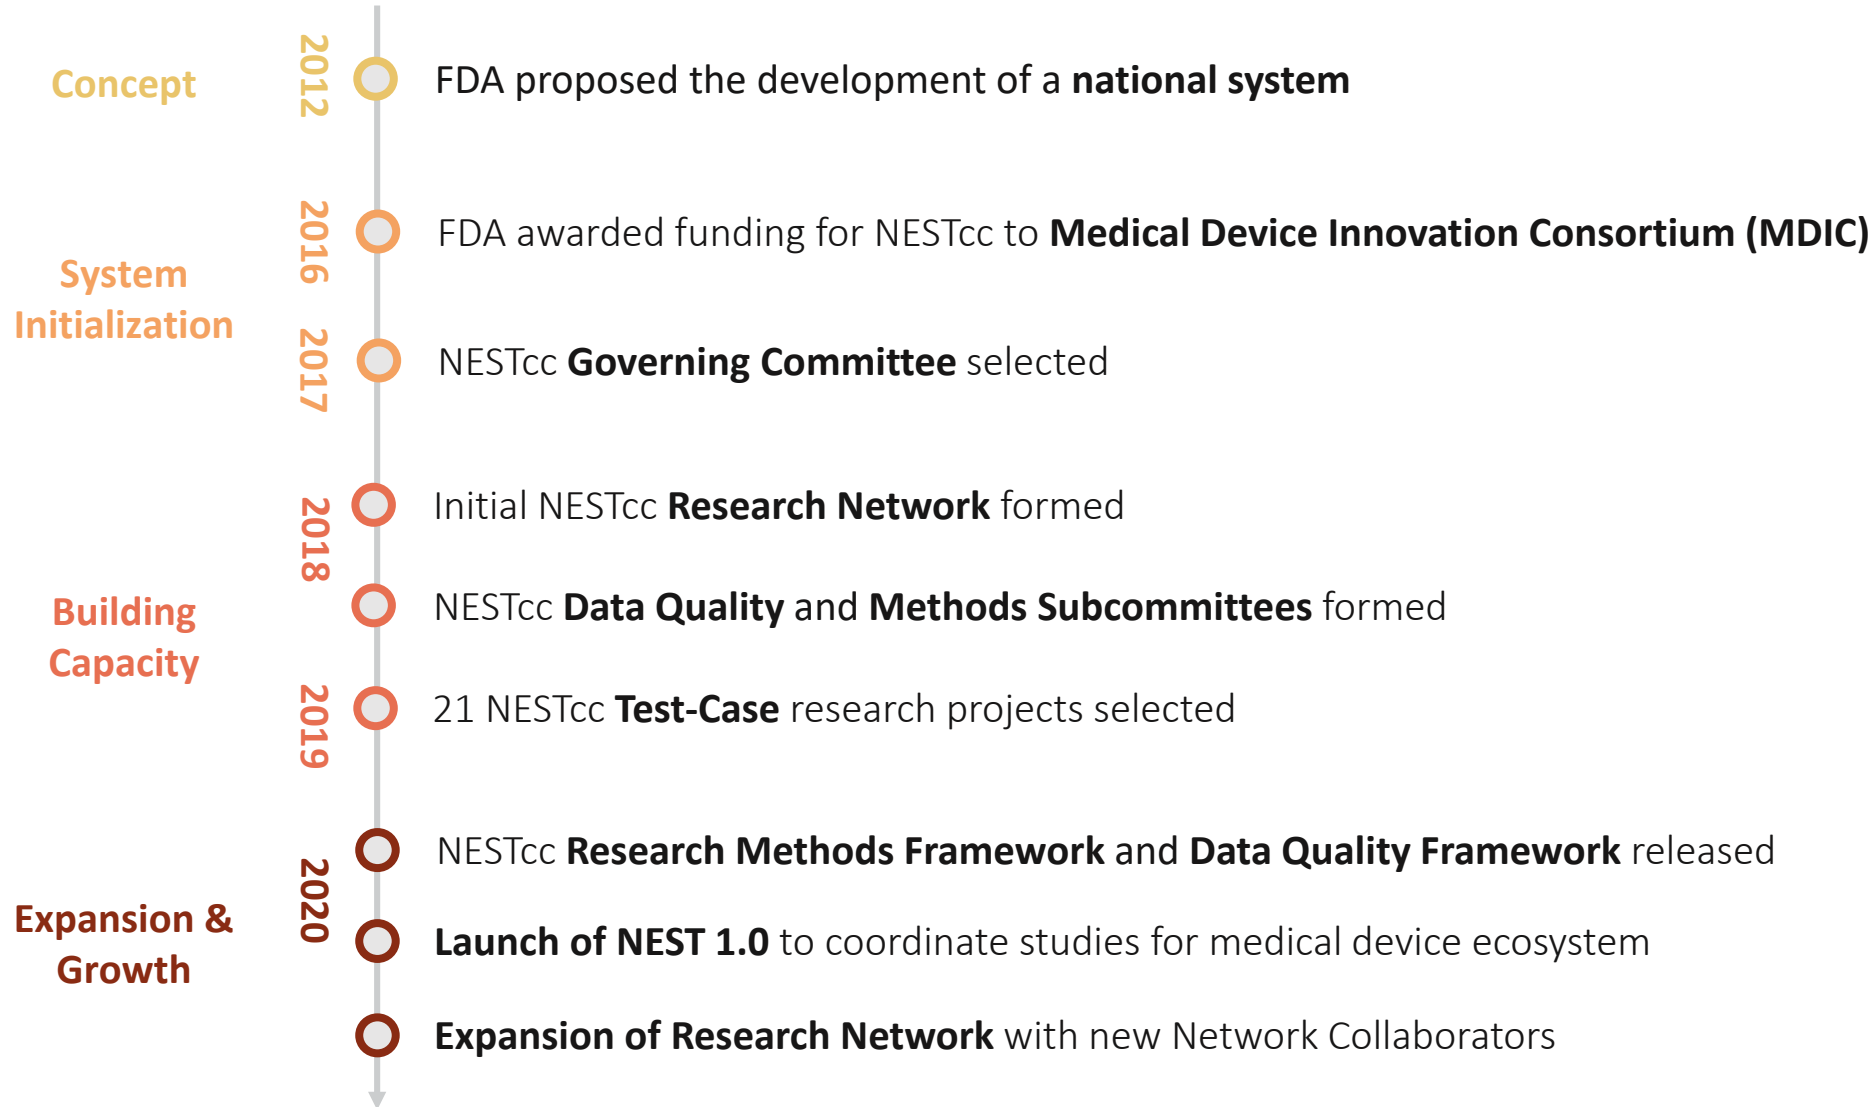 Concept
2012
FDA proposed the development of a national system
System
Initialization
2016
FDA awarded funding for NESTcc to Medical Device Innovation Consortium (MDIC)
2017
NESTcc Governing Committee selected
Building
Capacity
2018
Initial NESTcc Research Network formed
NESTcc Data Quality and Methods Subcommittees formed
2019
21 NESTcc Test-Case research projects selected
Expansion &
Growth
2020
NESTcc Research Methods Framework and Data Quality Framework released
Launch of NEST 1.0 to coordinate studies for medical device ecosystem
Expansion of Research Network with new Network Collaborators